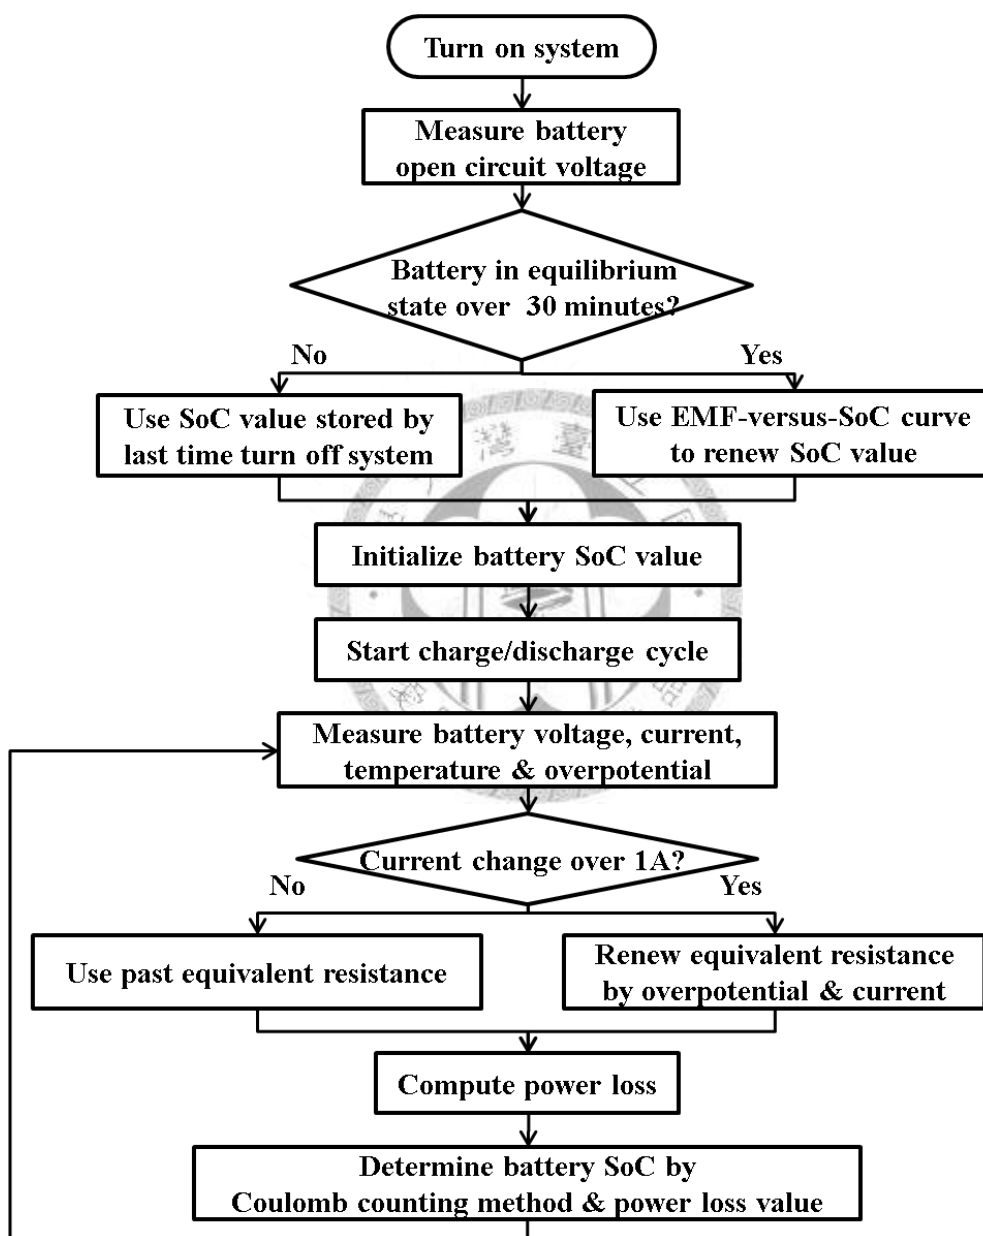 Turn on system
Measure battery
open circuit voltage
Battery in equilibrium
state over 30 minutes?
No
Yes
Use SoC value stored by
last time turn off system
Use EMF-versus-SoC curve
to renew SoC value
Initialize battery SoC value
Start charge/discharge cycle
Measure battery voltage, current,
temperature & overpotential
Current change over 1A?
No
Yes
Use past equivalent resistance
Renew equivalent resistance
by overpotential & current
Compute power loss
Determine battery SoC by
Coulomb counting method & power loss value